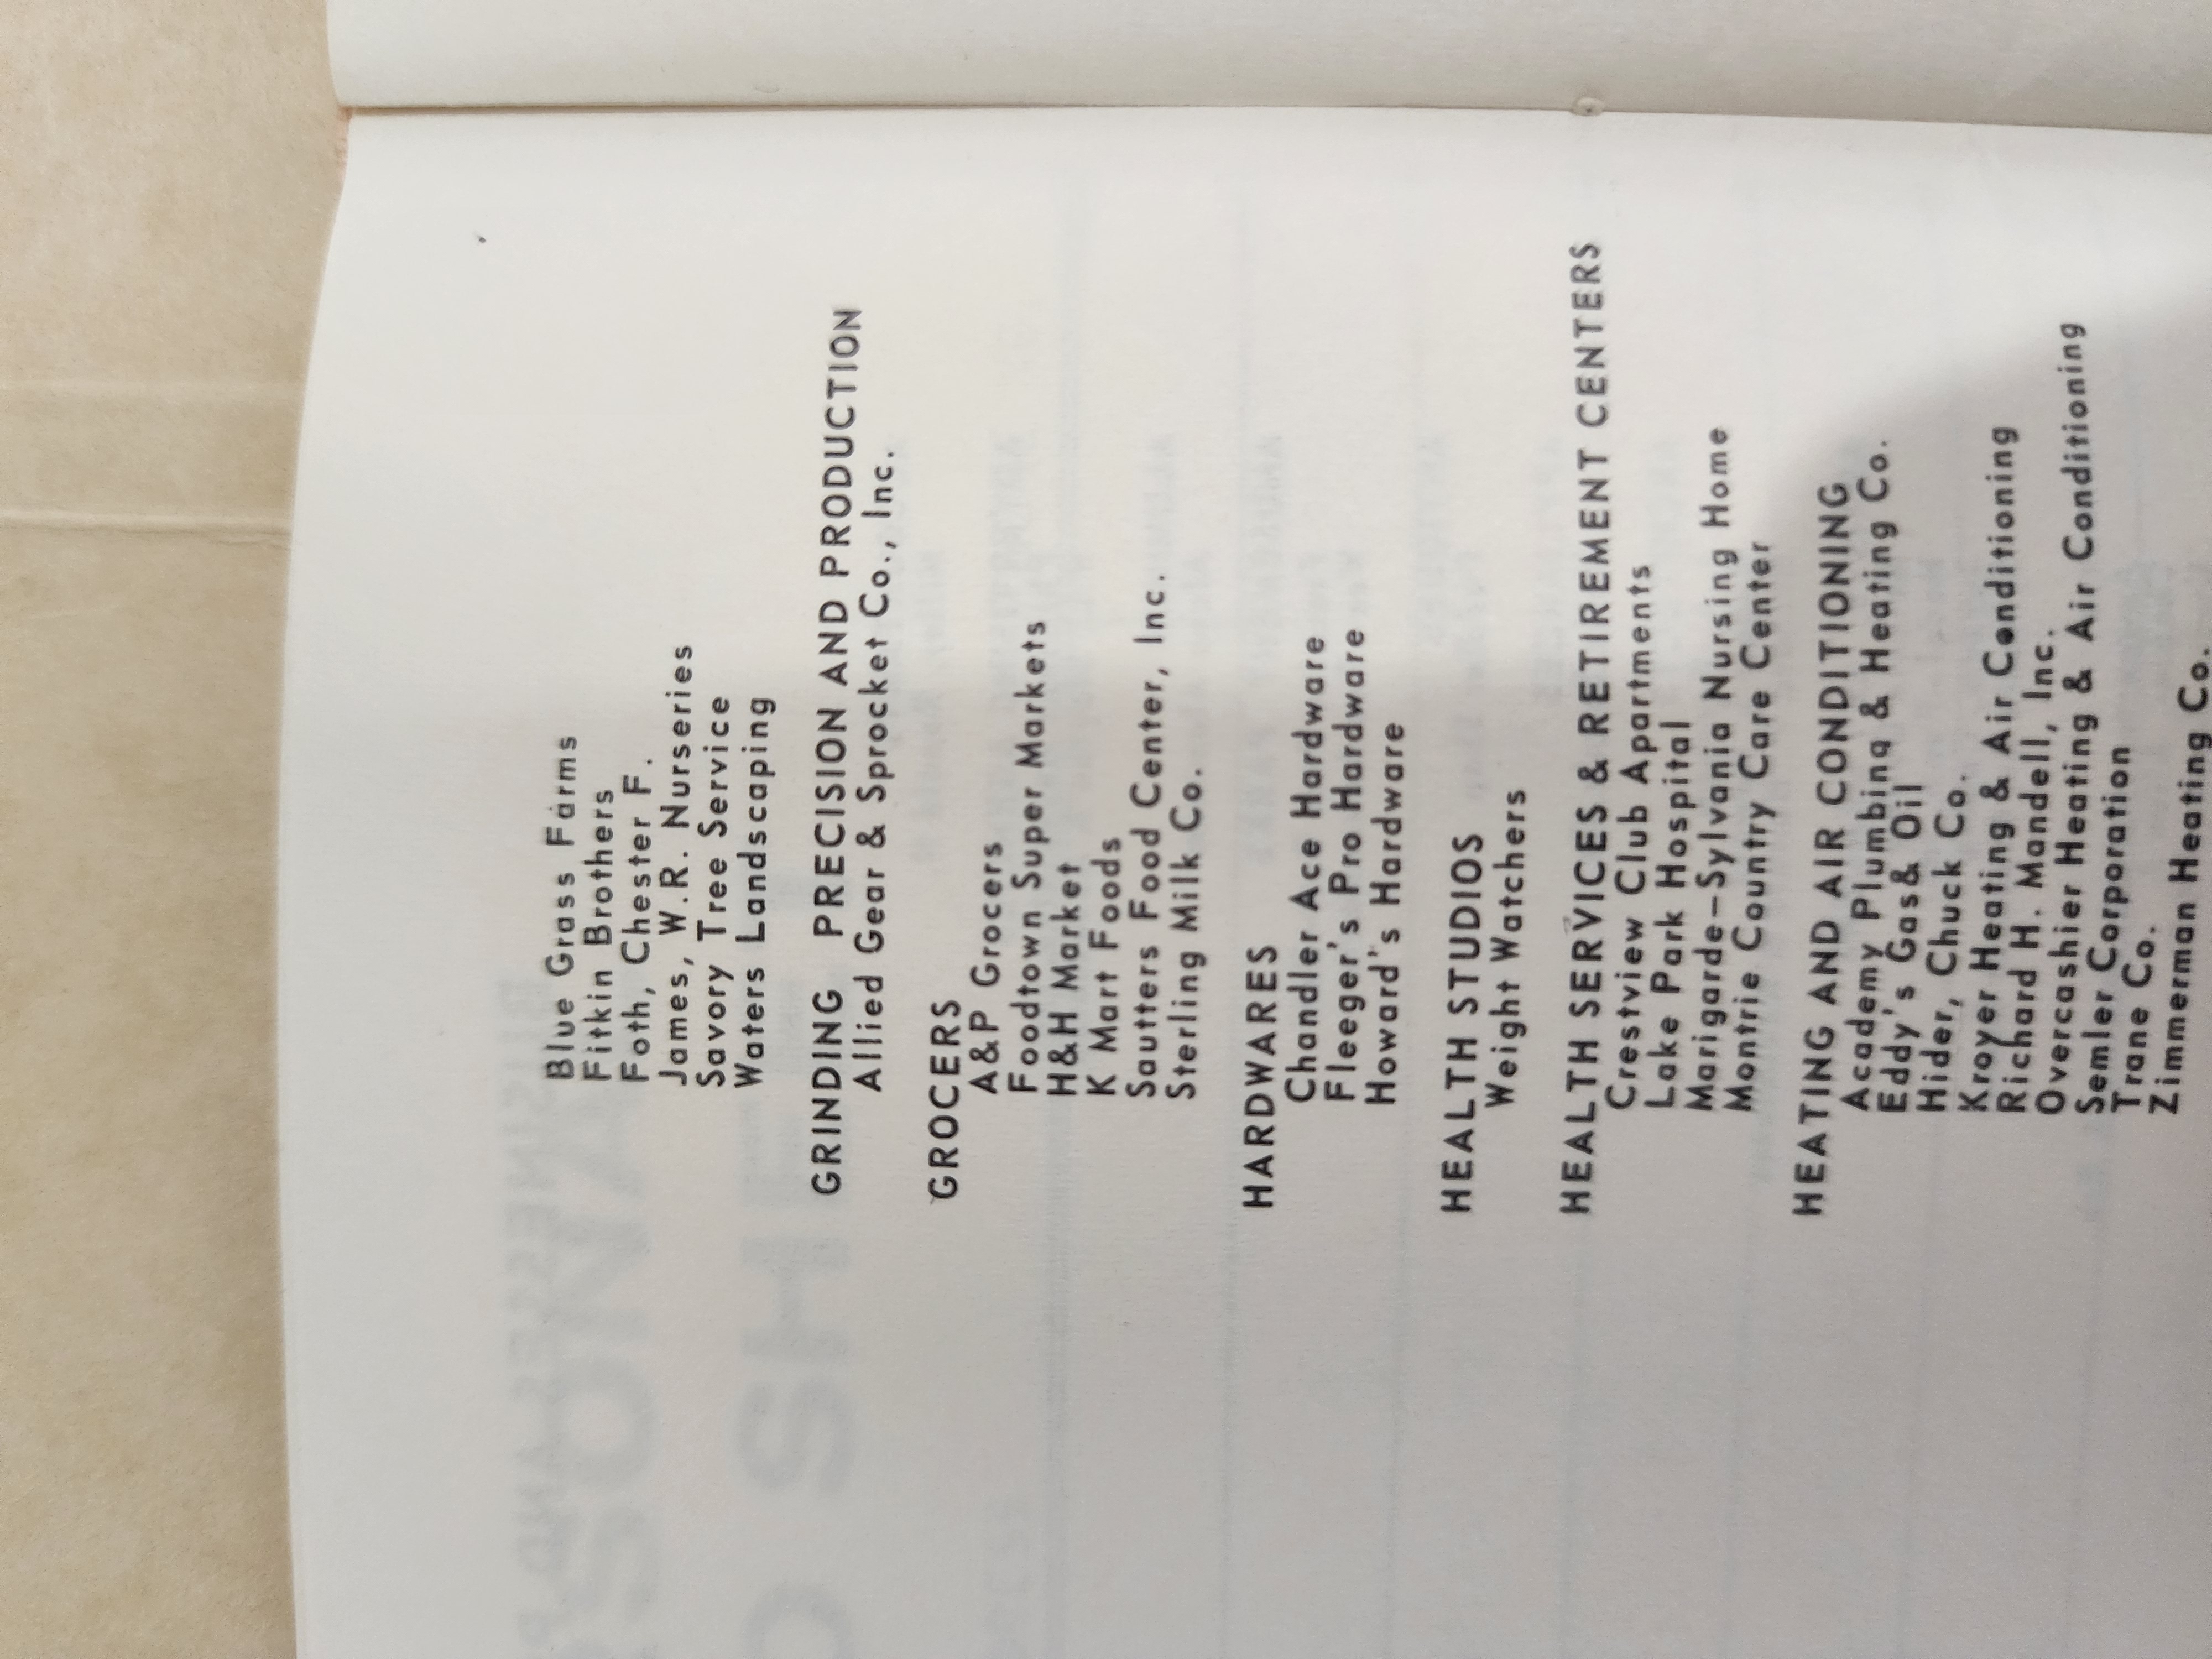 Blue Grass Farms
Fitkin Brothers
Foth, Chester F.
James, W.R. Nurseries
Savory Tree Service
Waters Landscaping
GRINDING PRECISION AND PRODUCTION
Allied Gear & Sprocket Co., Inc.
GROCERS
A&P Grocers
Foodtown Super Markets
H&H Market
K Mart Foods
Sautters Food Center, Inc.
Sterling Milk Co.
HARDWARES
Chandler Ace Hardware
Fleeger's Pro Hardware
Howard's Hardware
HEALTH STUDIOS
Weight Watchers
HEALTH SERVICES & RETIREMENT CENTERS
Crestview Club Apartments
Lake Park Hospital
Marigarde-Sylvania Nursing Home
Montrie Country Care Center
HEATING AND AIR CONDITIONING
Academy Plumbing & Heating Co.
Eddy's Gas & Oil
Hider, Chuck Co.
Kroyer Heating & Air Conditioning
Richard H. Mandell, Inc.
Overcashier Heating & Air Conditioning
Semler Corporation
Trane Co.
Zimmerman Heating Co.